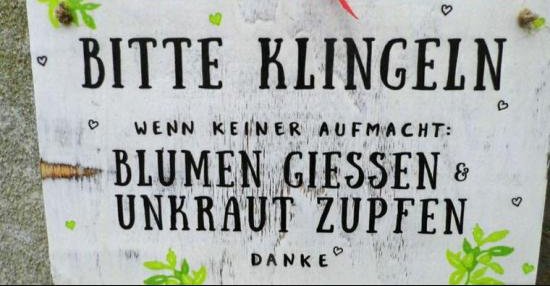 BITTE KLINGELN
WENN KEINER AUFMACHT:
BLUMEN GIESSEN &
UNKRAUT ZUPFEN
DANKE